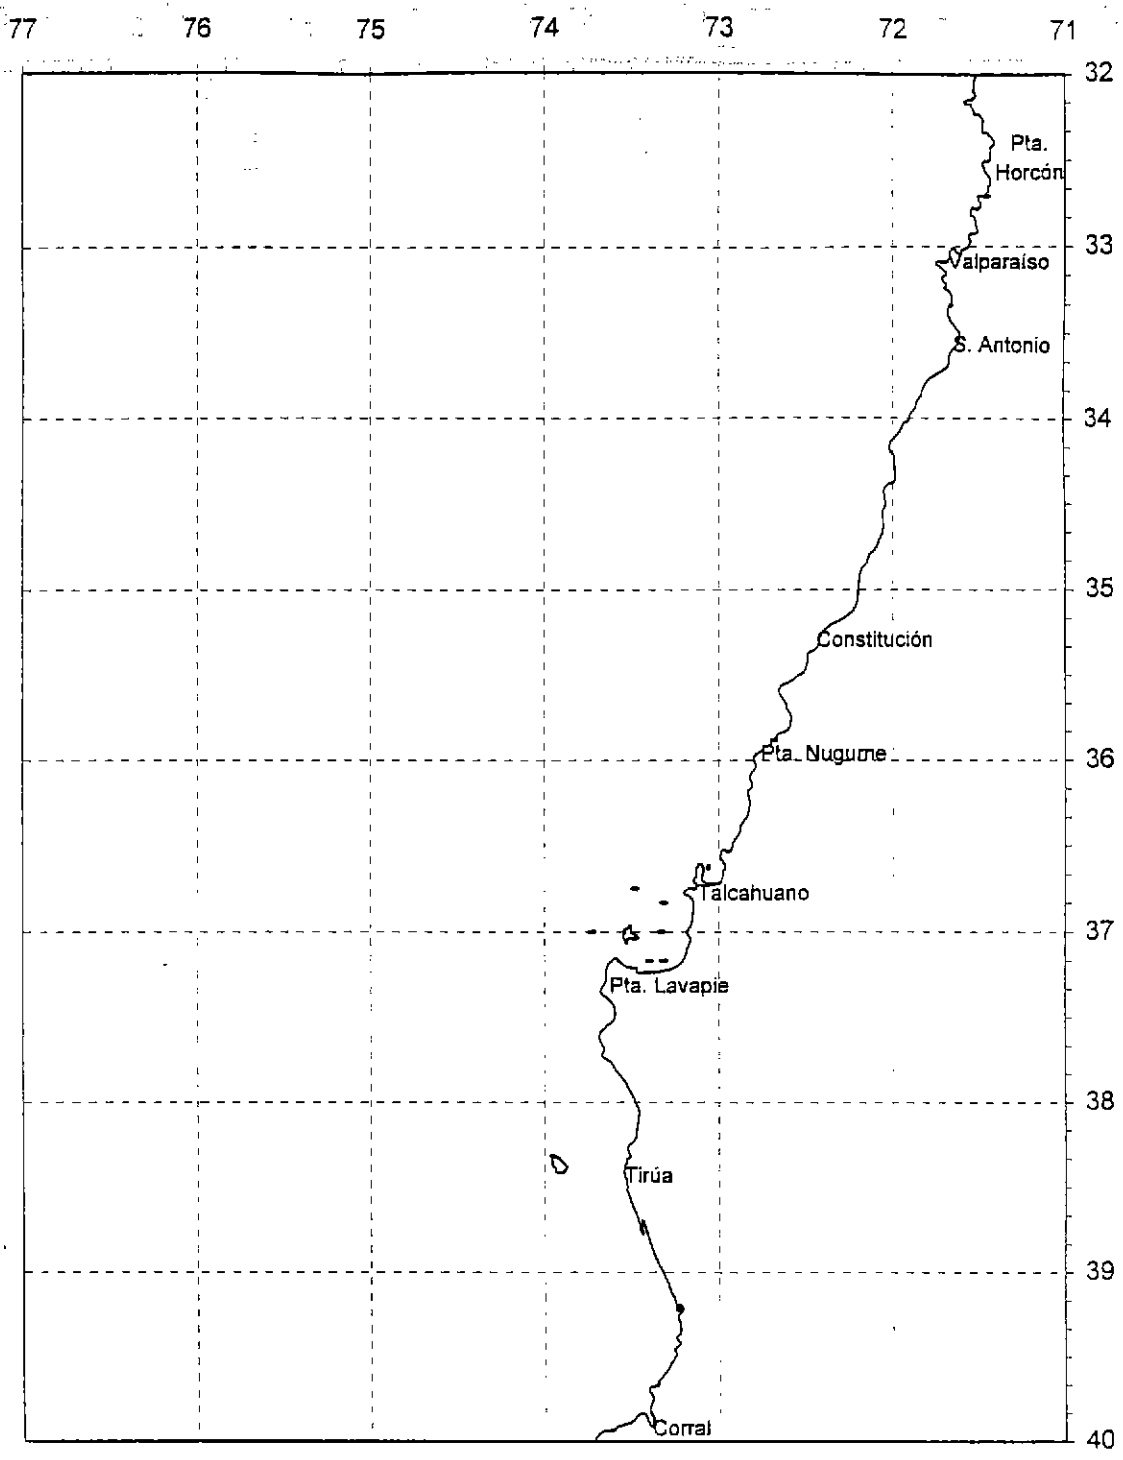 77 76 75 74 73 72 71
32
Pta.
Horcón
33
Valparaíso
S. Antonio
34
35
Constitución
Pta. Nugurne
36
Talcahuano
37
Pta. Lavapie
38
Tirúa
39
Corral
40